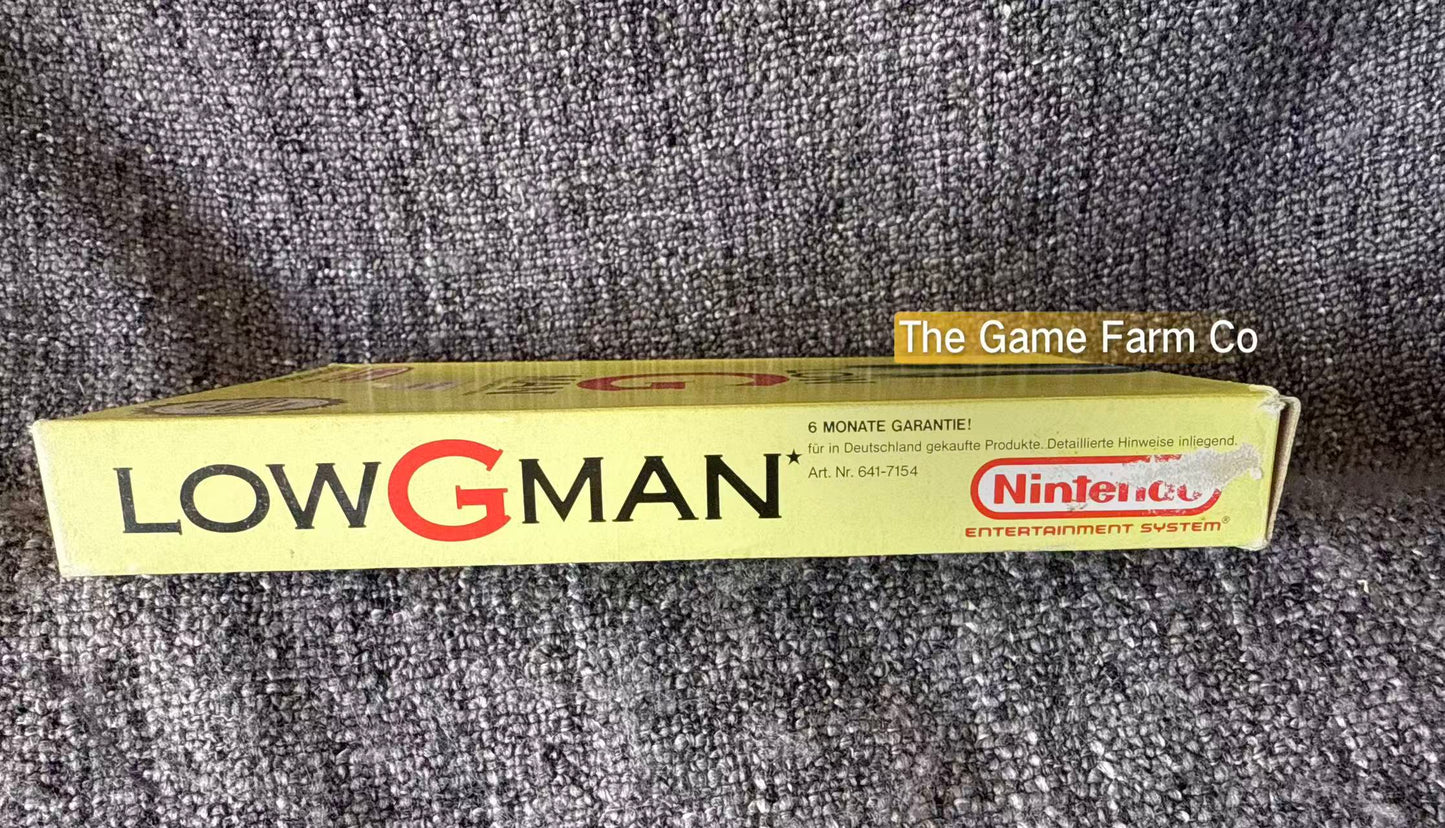 The Game Farm Co
LOWGMAN★
6 MONATE GARANTIE!
für in Deutschland gekaufte Produkte. Detaillierte Hinweise inliegend.
Art. Nr. 641-7154
Nintendo
ENTERTAINMENT SYSTEM®